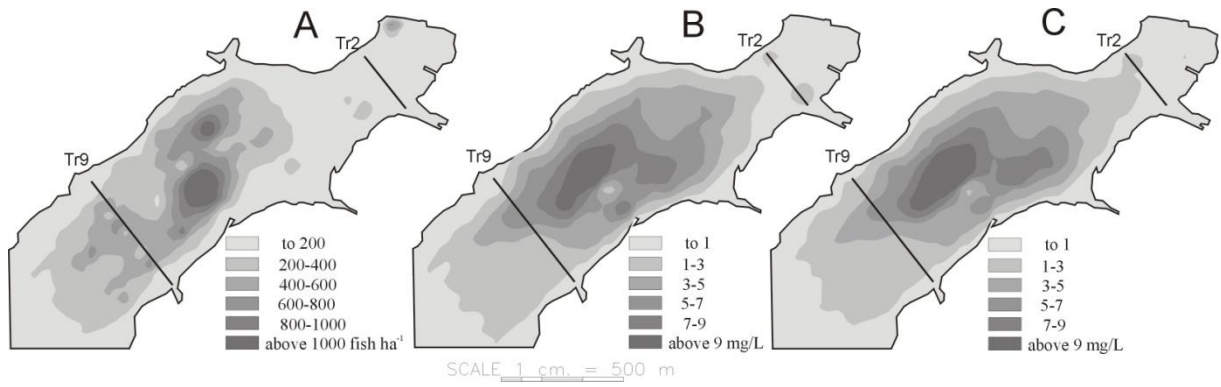 A
Tr2
Tr9
to 200
200-400
400-600
600-800
800-1000
above 1000 fish ha⁻¹
B
Tr2
Tr9
to 1
1-3
3-5
5-7
7-9
above 9 mg/L
C
Tr2
Tr9
to 1
1-3
3-5
5-7
7-9
above 9 mg/L
SCALE 1 cm. = 500 m